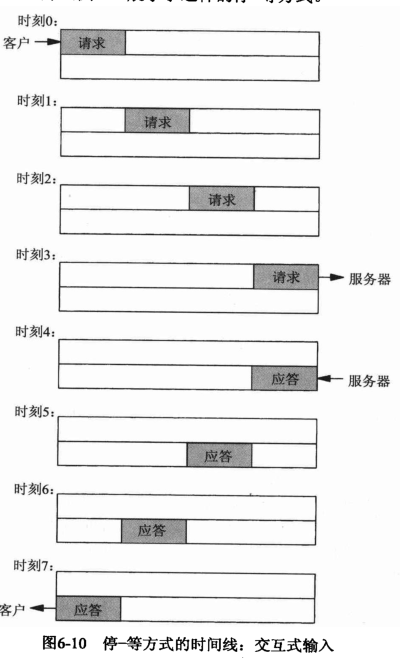 时刻0:
客户
请求
时刻1:
请求
时刻2:
请求
时刻3:
请求
服务器
时刻4:
应答
服务器
时刻5:
应答
时刻6:
应答
时刻7:
客户
应答
图6-10 停-等方式的时间线：交互式输入